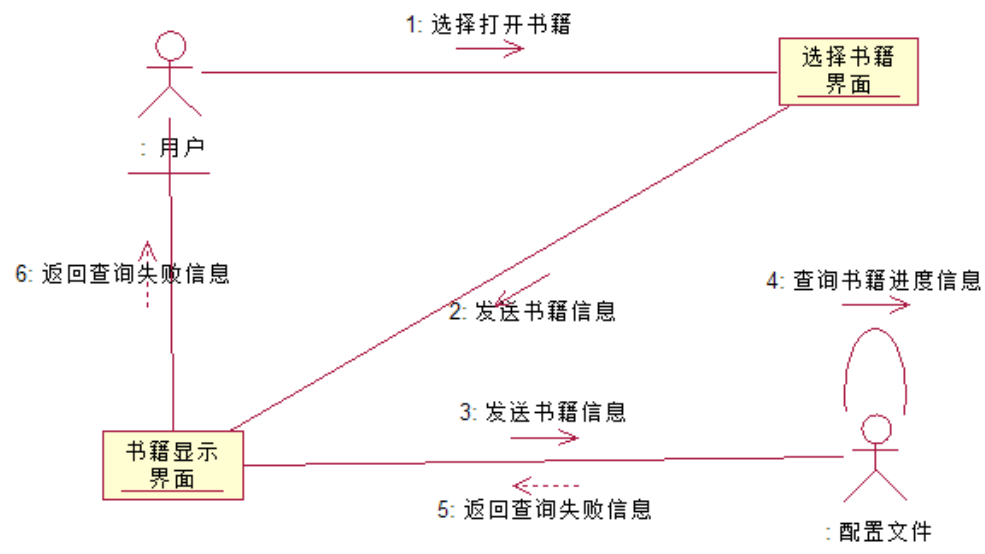 1: 选择打开书籍
选择书籍
界面
: 用户
6: 返回查询失败信息
4: 查询书籍进度信息
2: 发送书籍信息
3: 发送书籍信息
书籍显示
界面
5: 返回查询失败信息
: 配置文件